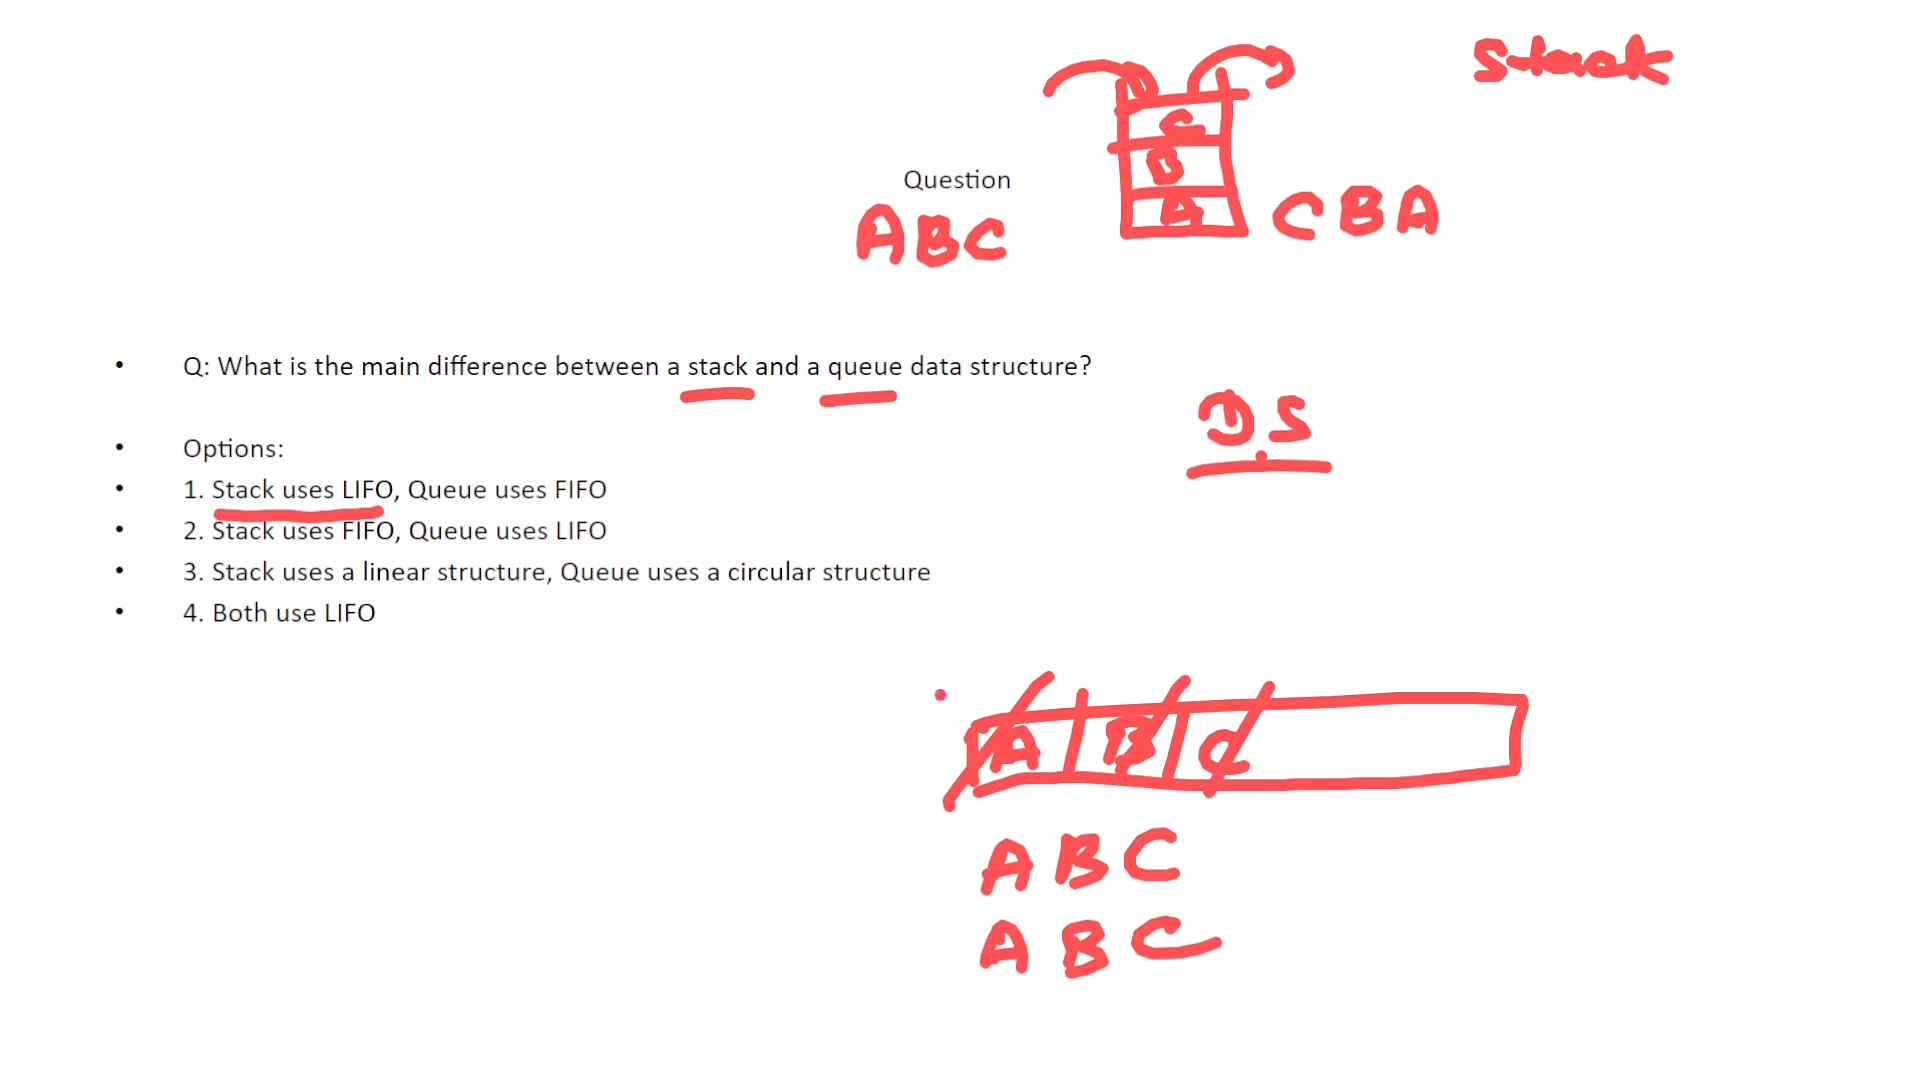 Stack
C
B
Question
A
ABC
CBA
• Q: What is the main difference between a stack and a queue data structure?
DS
• Options:
• 1. Stack uses LIFO, Queue uses FIFO
• 2. Stack uses FIFO, Queue uses LIFO
• 3. Stack uses a linear structure, Queue uses a circular structure
• 4. Both use LIFO
A B C
A B C
A B C